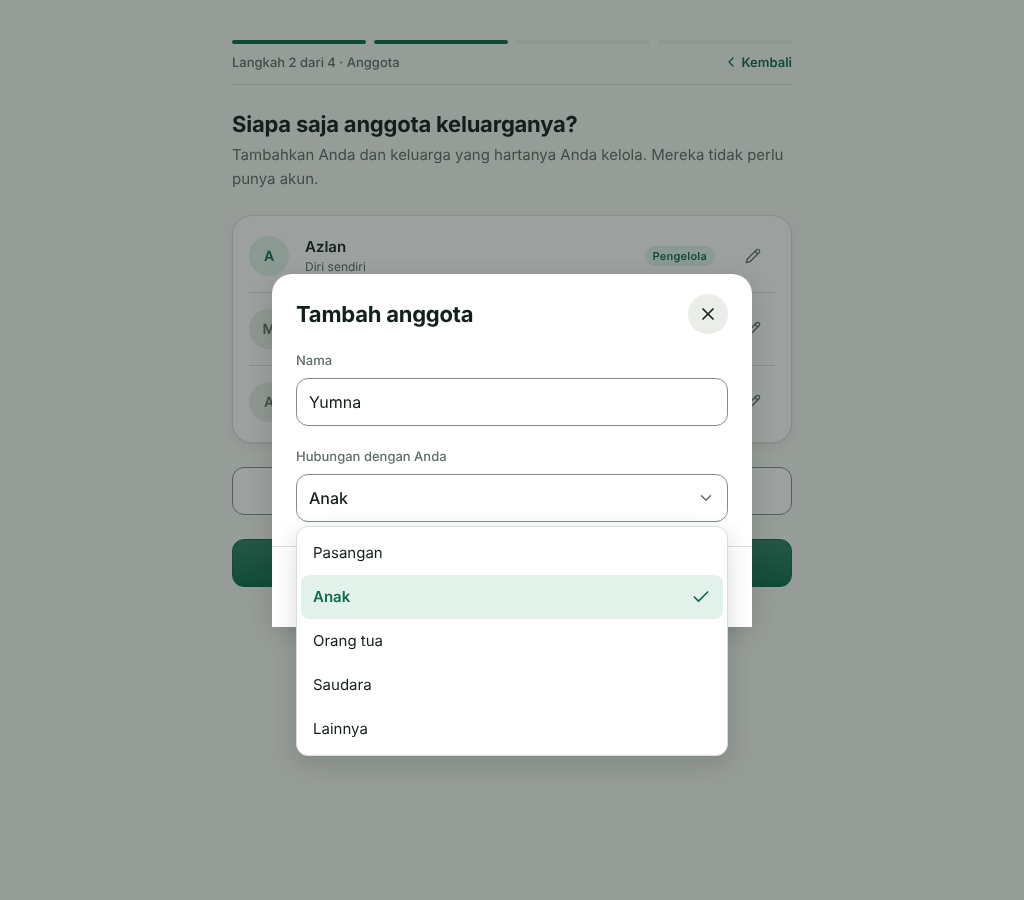 Langkah 2 dari 4 · Anggota
Kembali
Siapa saja anggota keluarganya?
Tambahkan Anda dan keluarga yang hartanya Anda kelola. Mereka tidak perlu
punya akun.
A
Azlan
Diri sendiri
Pengelola
M
A
Tambah anggota
Nama
Yumna
Hubungan dengan Anda
Anak
Pasangan
Anak
Orang tua
Saudara
Lainnya